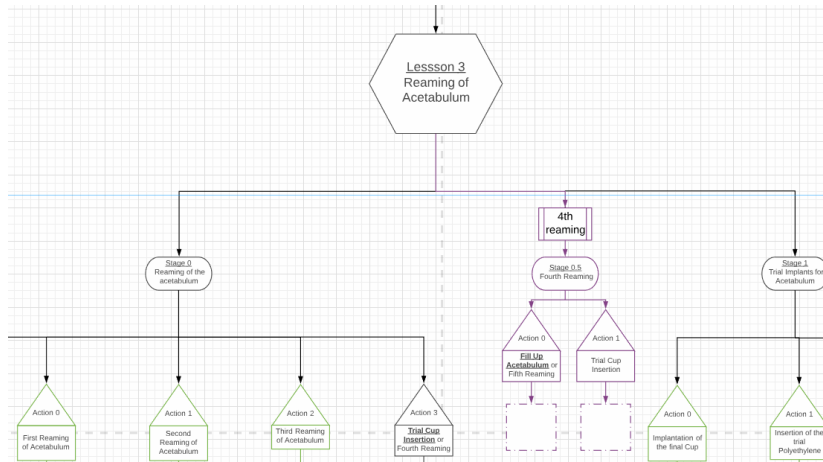 Lessson 3
Reaming of
Acetabulum
4th
reaming
Stage 0
Reaming of the
acetabulum
Stage 0.5
Fourth Reaming
Stage 1
Trial Implants for
Acetabulum
Action 0
Fill Up
Acetabulum or
Fifth Reaming
Action 1
Trial Cup
Insertion
Action 0
First Reaming
of Acetabulum
Action 1
Second
Reaming of
Acetabulum
Action 2
Third Reaming
of Acetabulum
Action 3
Trial Cup
Insertion or
Fourth Reaming
Action 0
Implantation of
the final Cup
Action 1
Insertion of the
trial
Polyethylene